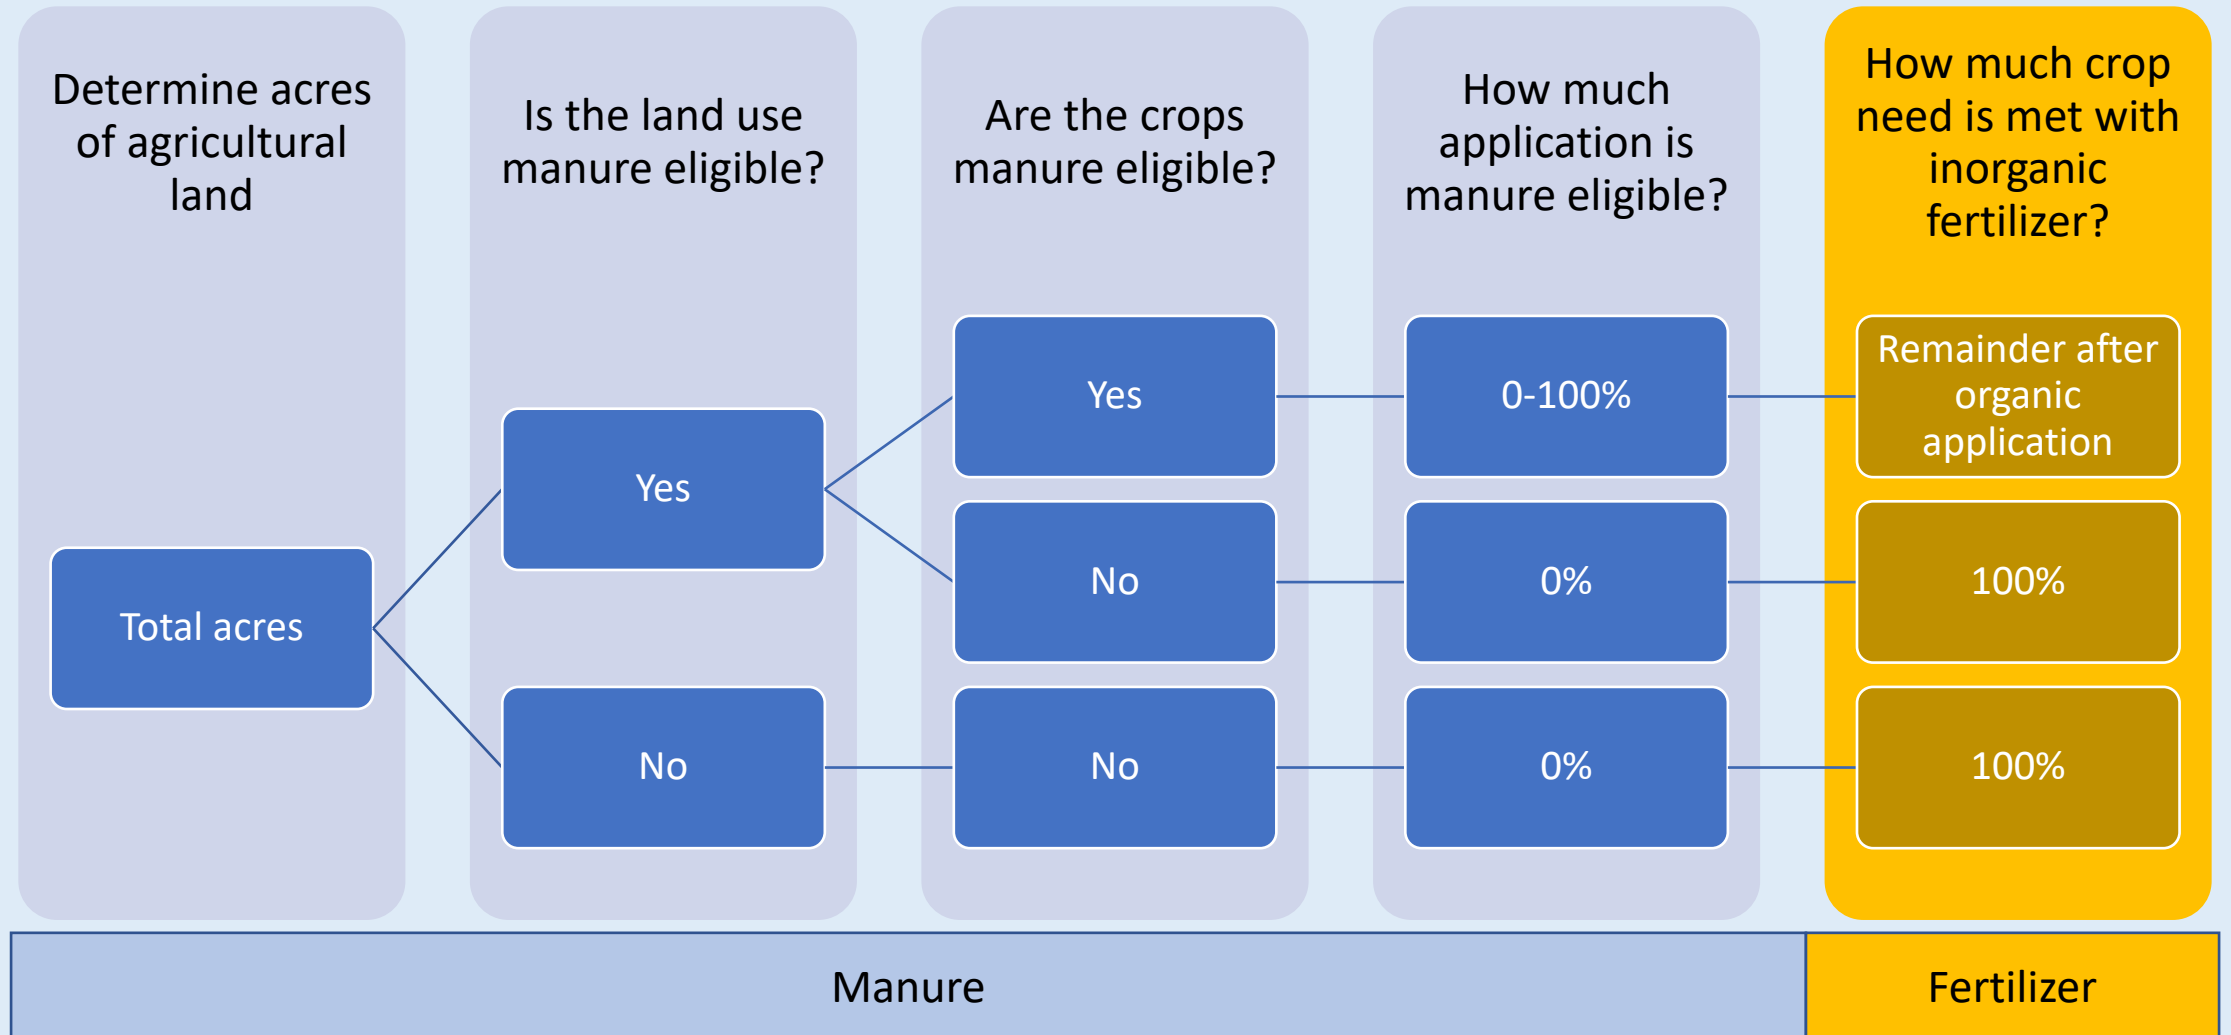 Determine acres
of agricultural
land
Is the land use
manure eligible?
Are the crops
manure eligible?
How much
application is
manure eligible?
How much crop
need is met with
inorganic
fertilizer?
Total acres
Yes
No
Yes
No
No
0-100%
0%
0%
Remainder after
organic
application
100%
100%
Manure
Fertilizer